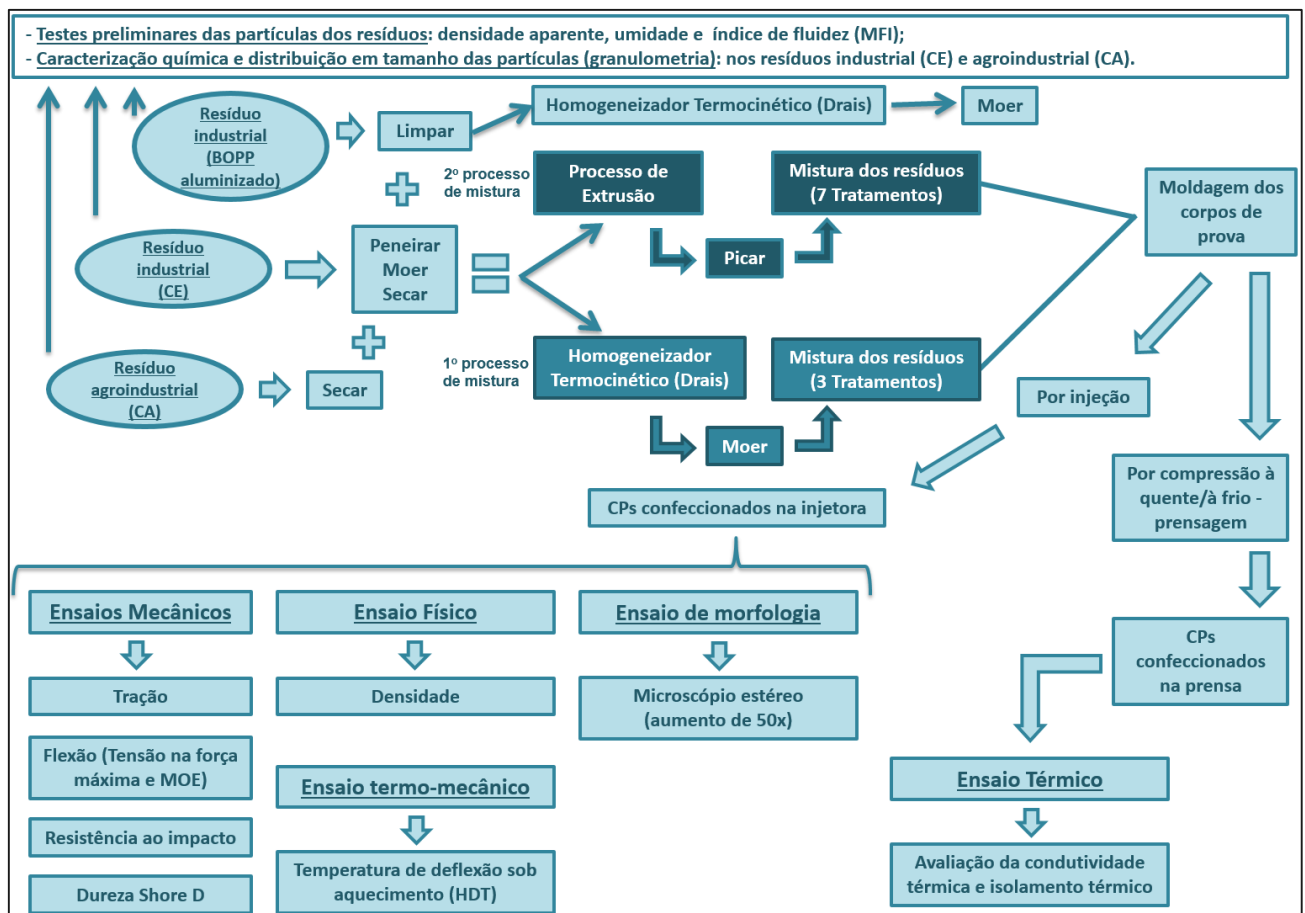 - Testes preliminares das partículas dos resíduos: densidade aparente, umidade e índice de fluidez (MFI);
- Caracterização química e distribuição em tamanho das partículas (granulometria): nos resíduos industrial (CE) e agroindustrial (CA).
Resíduo
industrial
(BOPP
aluminizado)
Limpar
Homogeneizador Termocinético (Drais)
Moer
2º processo
de mistura
Processo de
Extrusão
Mistura dos resíduos
(7 Tratamentos)
Picar
Moldagem dos
corpos de
prova
Resíduo
industrial
(CE)
Peneirar
Moer
Secar
1º processo
de mistura
Homogeneizador
Termocinético (Drais)
Mistura dos resíduos
(3 Tratamentos)
Moer
Resíduo
agroindustrial
(CA)
Secar
Por injeção
Por compressão à
quente/à frio -
prensagem
CPs confeccionados na injetora
CPs
confeccionados
na prensa
Ensaios Mecânicos
Tração
Flexão (Tensão na força
máxima e MOE)
Resistência ao impacto
Dureza Shore D
Ensaio Físico
Densidade
Ensaio termo-mecânico
Temperatura de deflexão sob
aquecimento (HDT)
Ensaio de morfologia
Microscópio estéreo
(aumento de 50x)
Ensaio Térmico
Avaliação da condutividade
térmica e isolamento térmico